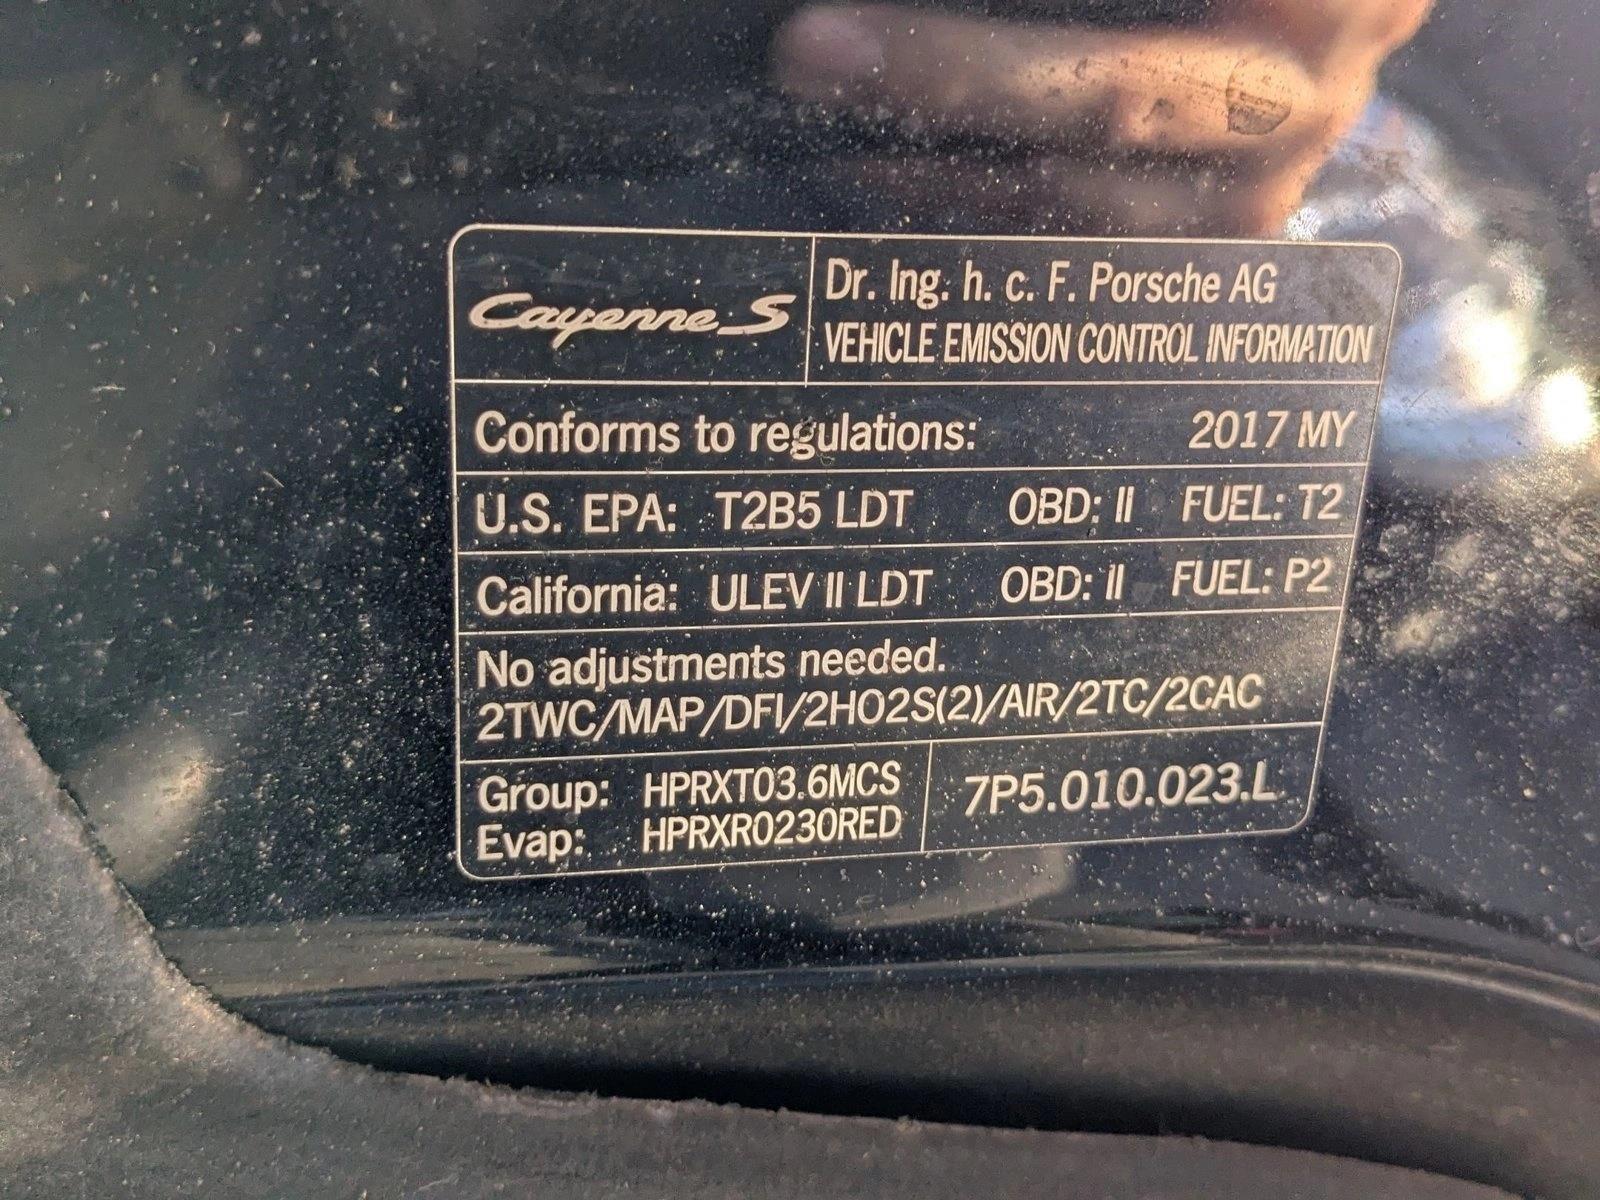 Cayenne S
Dr. Ing. h. c. F. Porsche AG
VEHICLE EMISSION CONTROL INFORMATION
Conforms to regulations: 2017 MY
U.S. EPA: T2B5 LDT OBD: II FUEL: T2
California: ULEV II LDT OBD: II FUEL: P2
No adjustments needed.
2TWC/MAP/DFI/2HO2S(2)/AIR/2TC/2CAC
Group: HPRXT03.6MCS
Evap: HPRXR0230RED
7P5.010.023.L